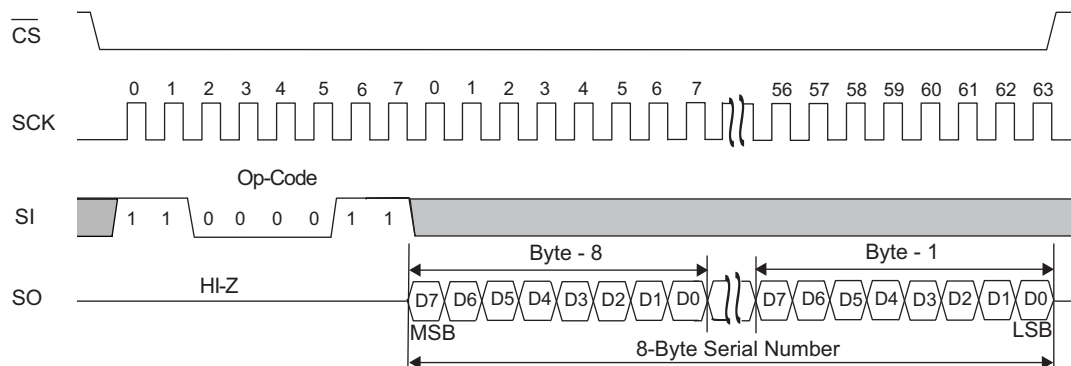 CS
0 1 2 3 4 5 6 7 0 1 2 3 4 5 6 7 56 57 58 59 60 61 62 63
SCK
Op-Code
SI 1 1 0 0 0 0 1 1
Byte - 8 Byte - 1
SO HI-Z D7 D6 D5 D4 D3 D2 D1 D0 D7 D6 D5 D4 D3 D2 D1 D0
MSB LSB
8-Byte Serial Number